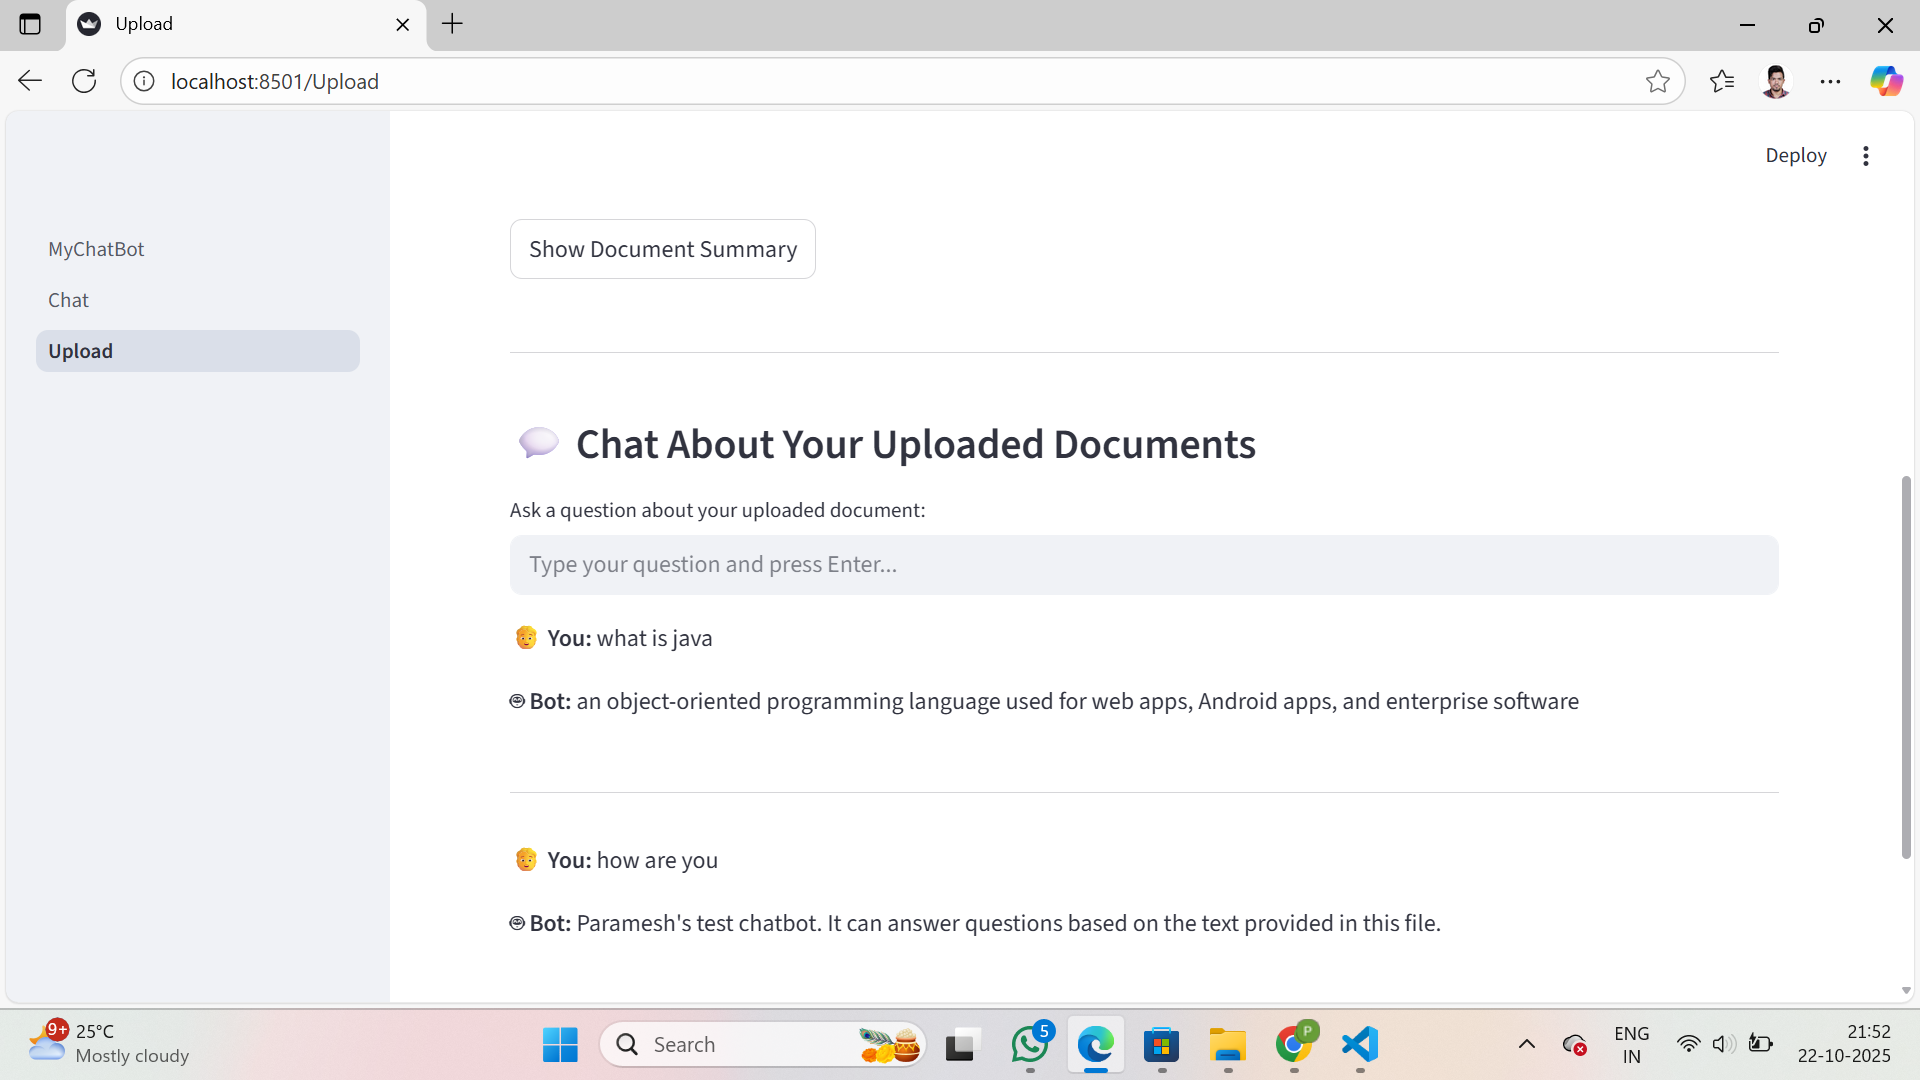 Upload
localhost:8501/Upload
Deploy
MyChatBot
Chat
Upload
Show Document Summary
Chat About Your Uploaded Documents
Ask a question about your uploaded document:
Type your question and press Enter...
You: what is java
Bot: an object-oriented programming language used for web apps, Android apps, and enterprise software
You: how are you
Bot: Paramesh's test chatbot. It can answer questions based on the text provided in this file.
9+
25°C
Mostly cloudy
Search
5
P
ENG
IN
21:52
22-10-2025